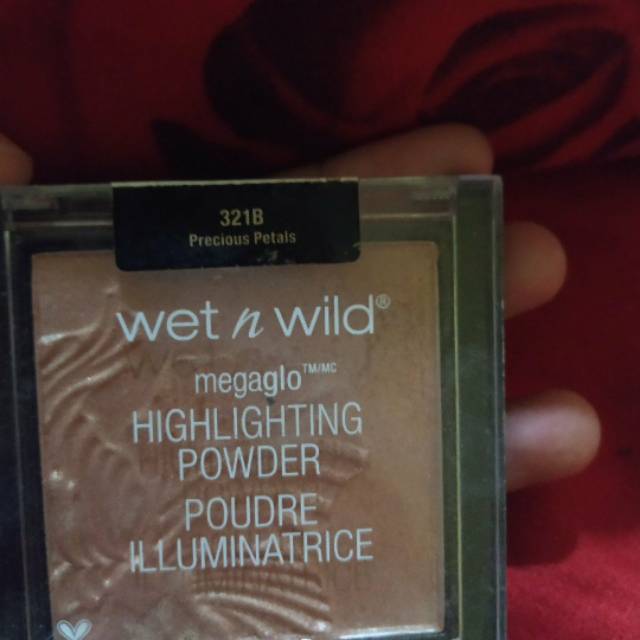 321B
Precious Petals
wet n wild®
megaglo™/MC
HIGHLIGHTING
POWDER
POUDRE
ILLUMINATRICE